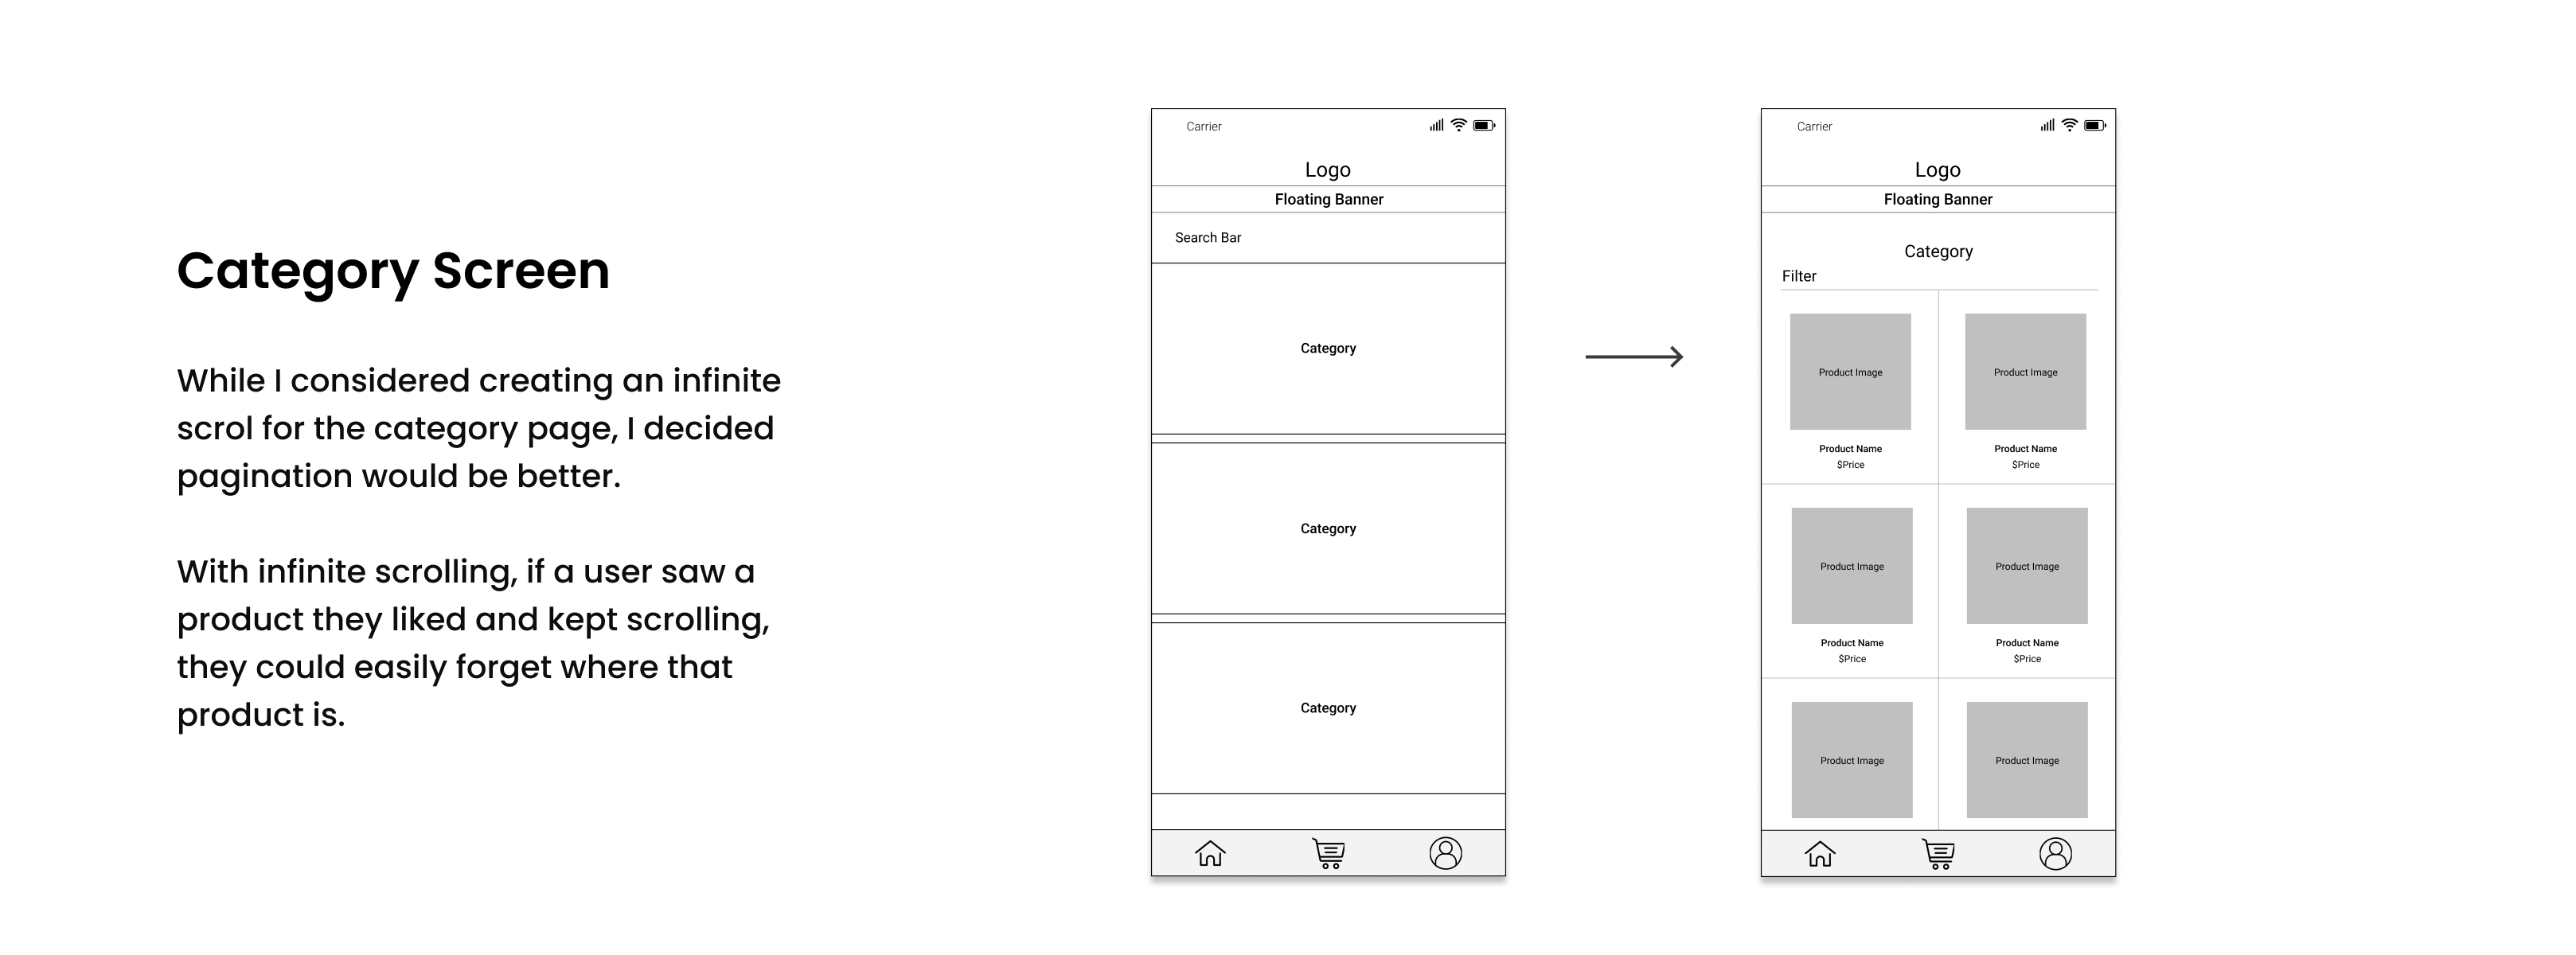 Category Screen
While I considered creating an infinite
scrol for the category page, I decided
pagination would be better.
With infinite scrolling, if a user saw a
product they liked and kept scrolling,
they could easily forget where that
product is.
Carrier
Logo
Floating Banner
Search Bar
Category
Category
Category
Carrier
Logo
Floating Banner
Category
Filter
Product Image Product Image
Product Name Product Name
$Price $Price
Product Image Product Image
Product Name Product Name
$Price $Price
Product Image Product Image